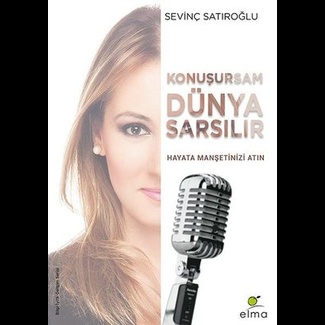 SEVİNÇ SATIROĞLU
KONUŞURSAM
DÜNYA
SARSILIR
HAYATA MANŞETİNİZİ ATIN
elma